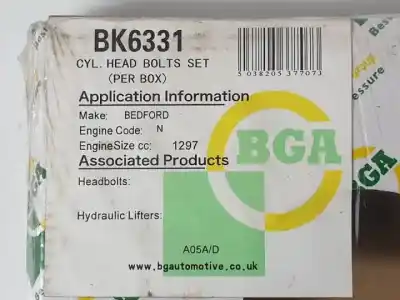 BK6331
CYL. HEAD BOLTS SET
(PER BOX)
5 038205 377073
Application Information
Make: BEDFORD
Engine Code: N
EngineSize cc: 1297
Associated Products
Headbolts:
Hydraulic Lifters:
A05A/D
www.bgautomotive.co.uk
BGA
Pressure